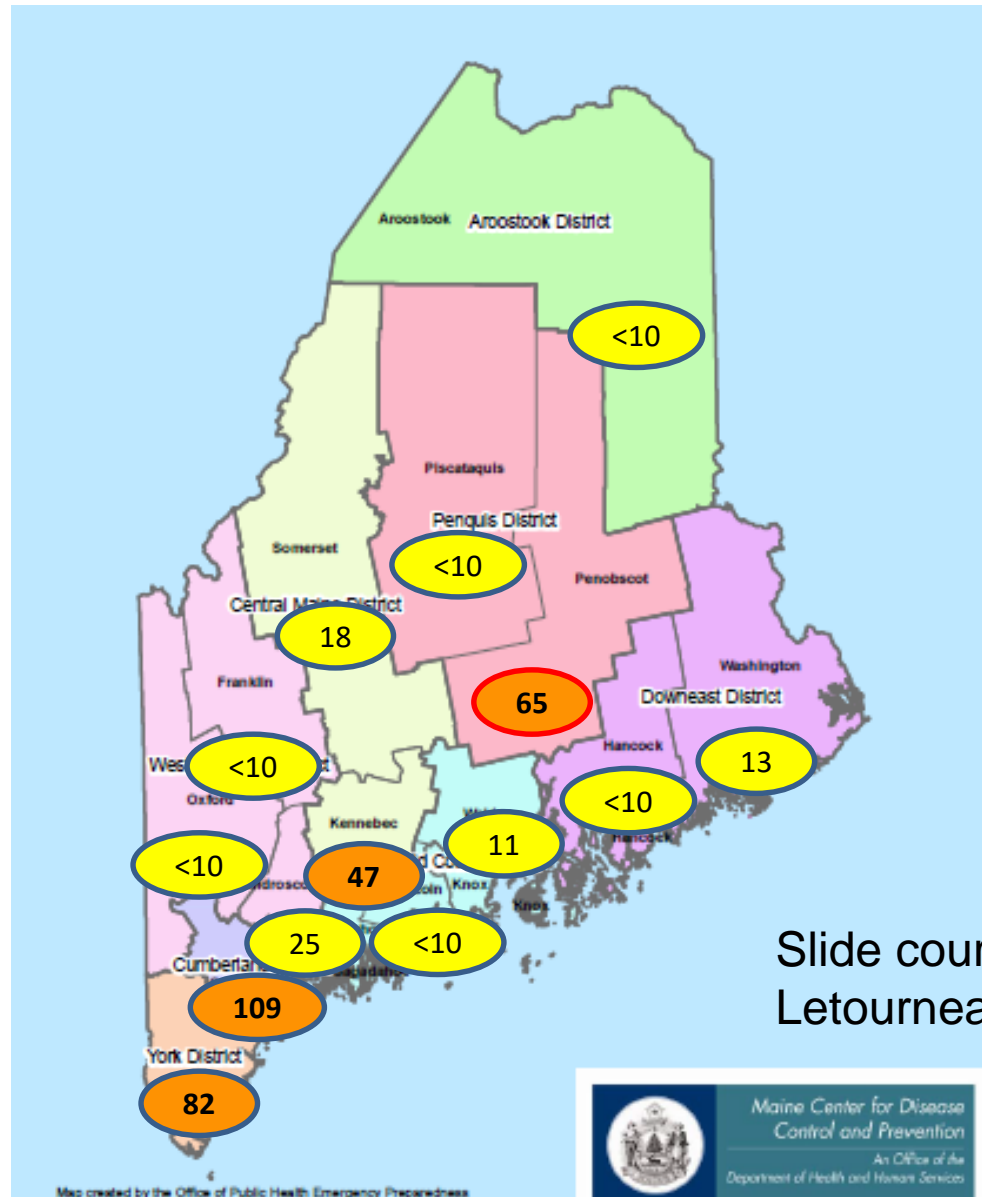 Aroostook Aroostook District
<10
Piscataquis
Penquis District
Somerset
<10
Penobscot
Central District
18
Washington
Franklin
65
Downeast District
Hancock
13
<10
<10
Oxford
Kennebec
11
Hancock
<10
47
Knox
Knox
25
<10
109
York District
82
Slide
Maine Center for Disease
Control and Prevention
An Office of the
Department of Health and Human Services
Map created by the Office of Public Health Emergency Preparedness